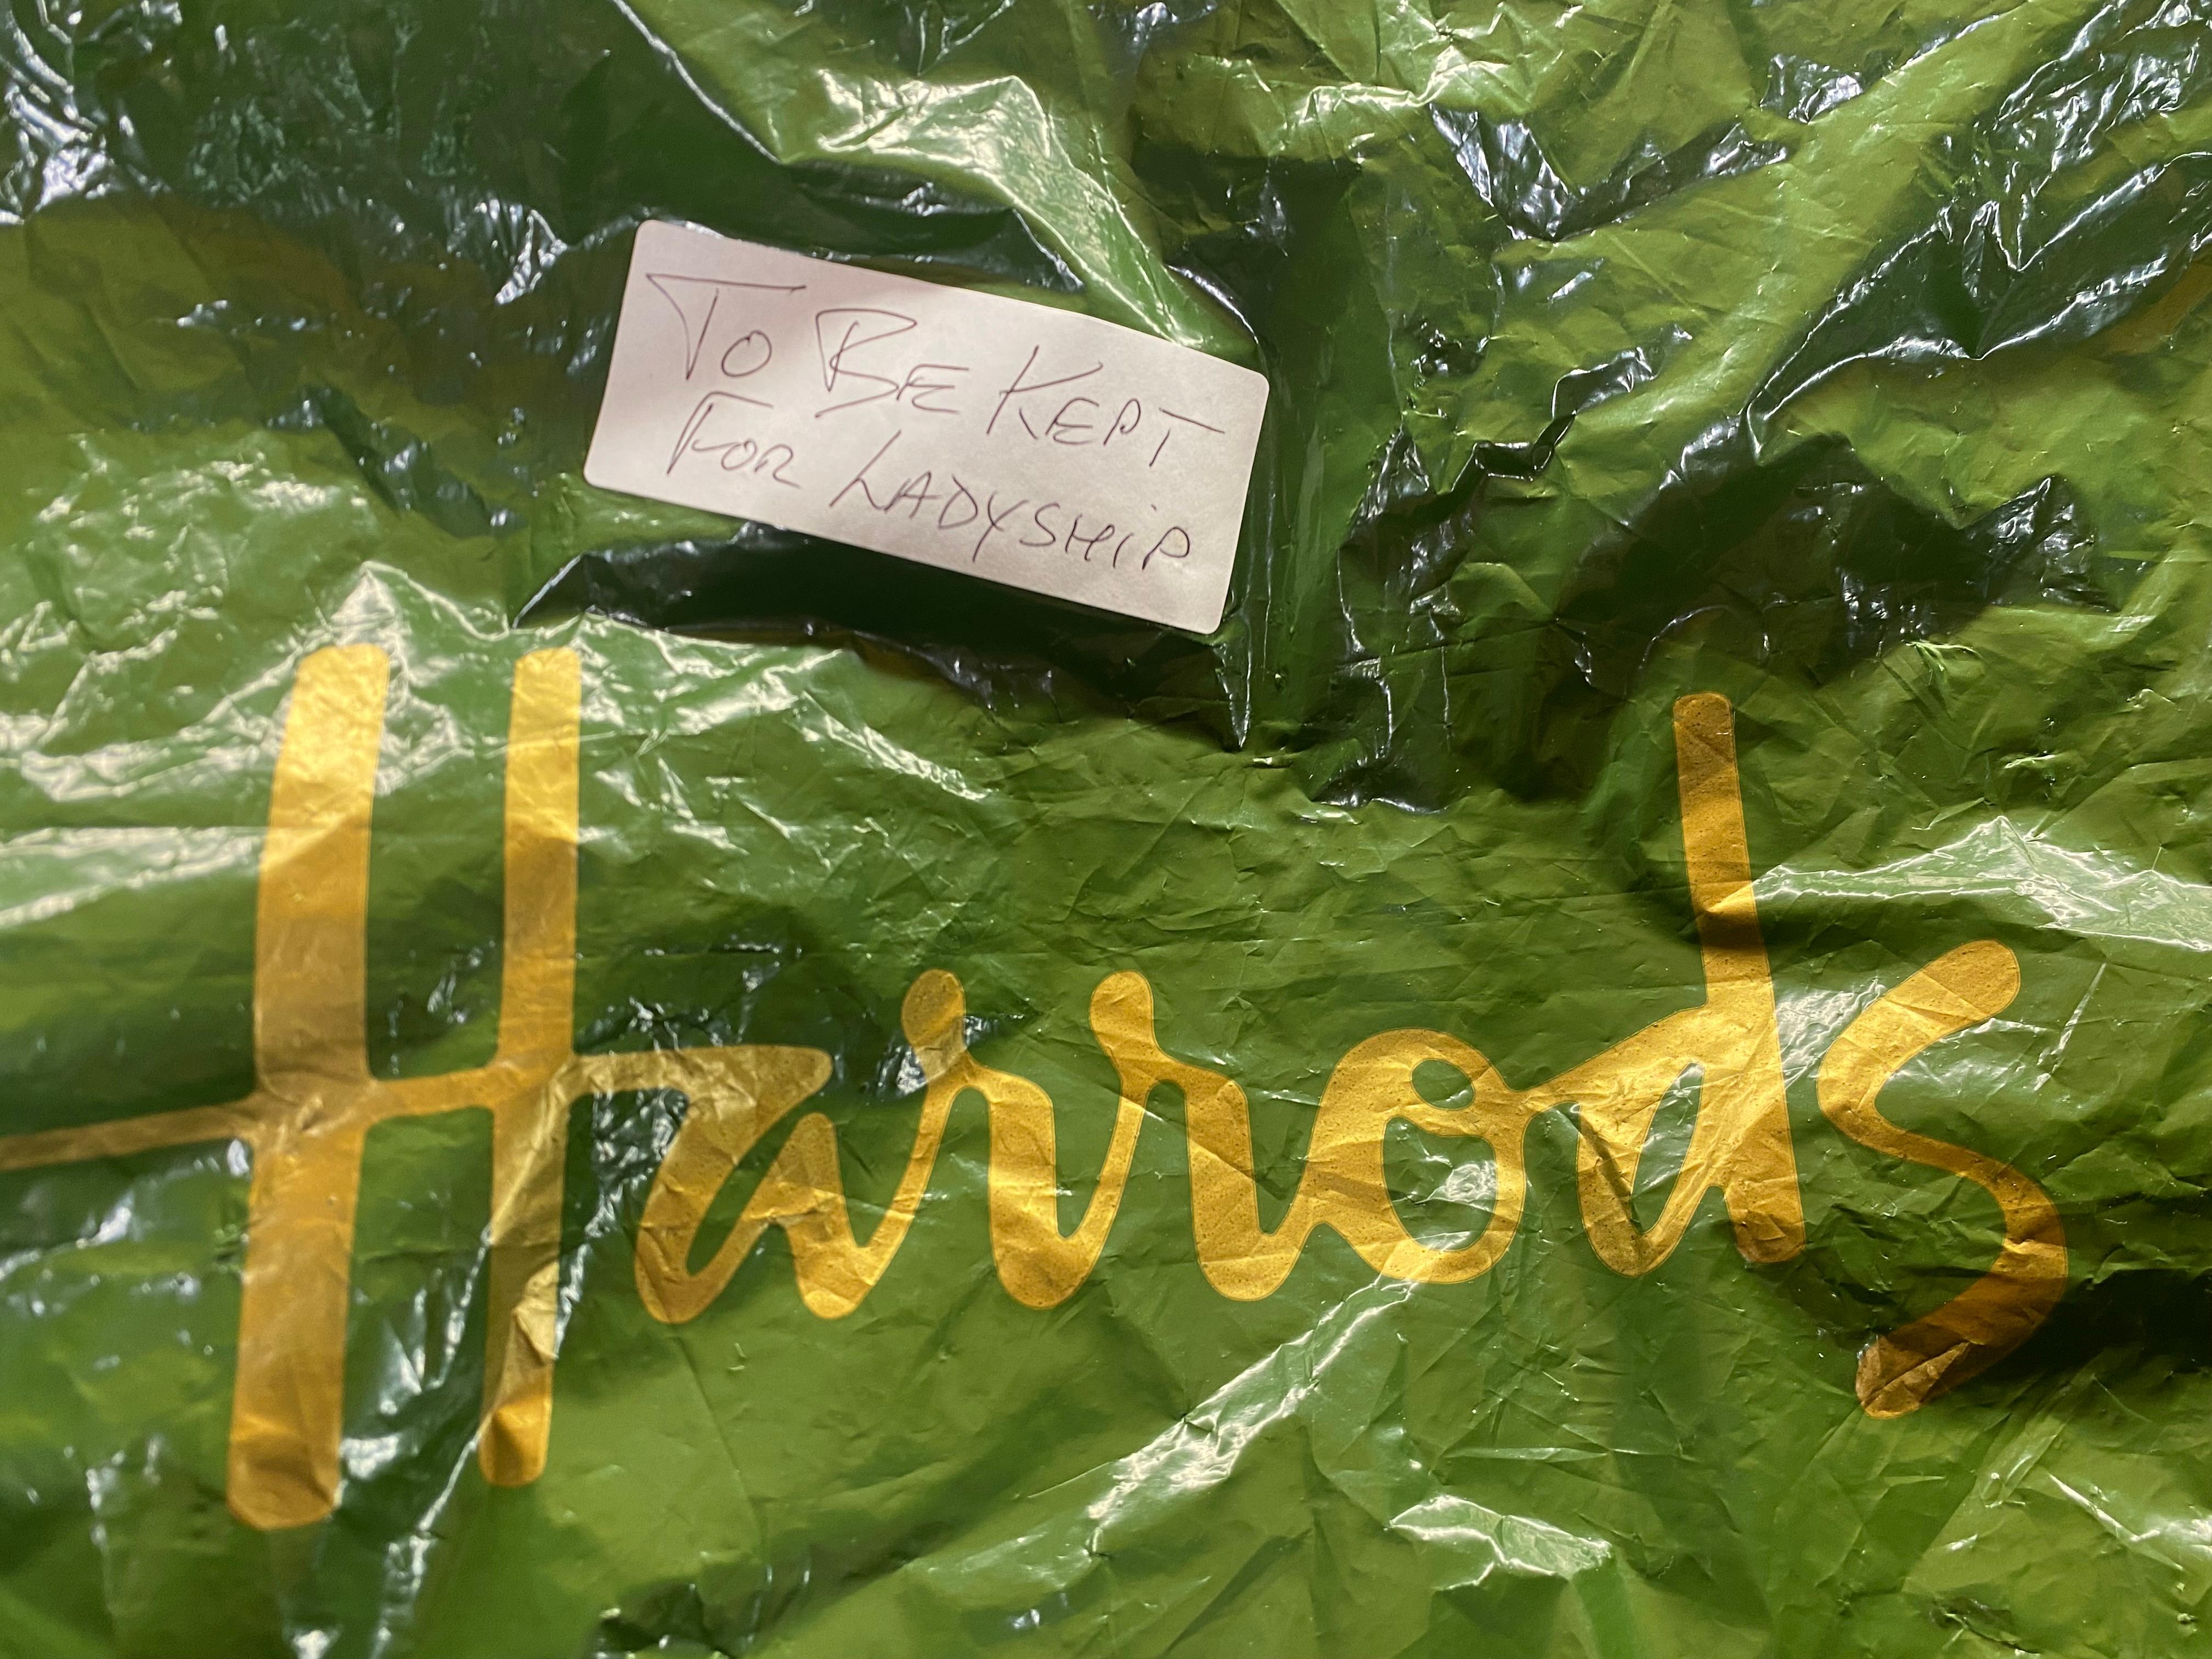 To Be Kept
For Ladyship
Harrods